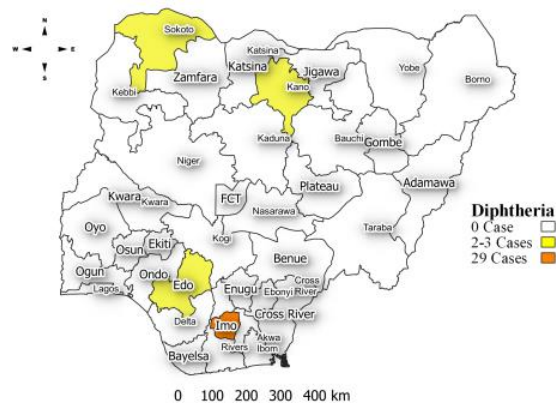 N
W E
S
Sokoto
Katsina
Katsina
Jigawa
Yobe
Borno
Zamfara
Kebbi
Kano
Kaduna
Bauchi
Gombe
Niger
Adamawa
Plateau
Kwara
Kwara
FCT
Nasarawa
Taraba
Oyo
Kogi
Osun
Ekiti
Benue
Ogun
Ondo
Edo
Lagos
Enugu
Ebonyi
Cross
River
Delta
Imo
Cross River
Bayelsa
Rivers
Akwa
Ibom
Diphtheria
0 Case
2-3 Cases
29 Cases
0 100 200 300 400 km